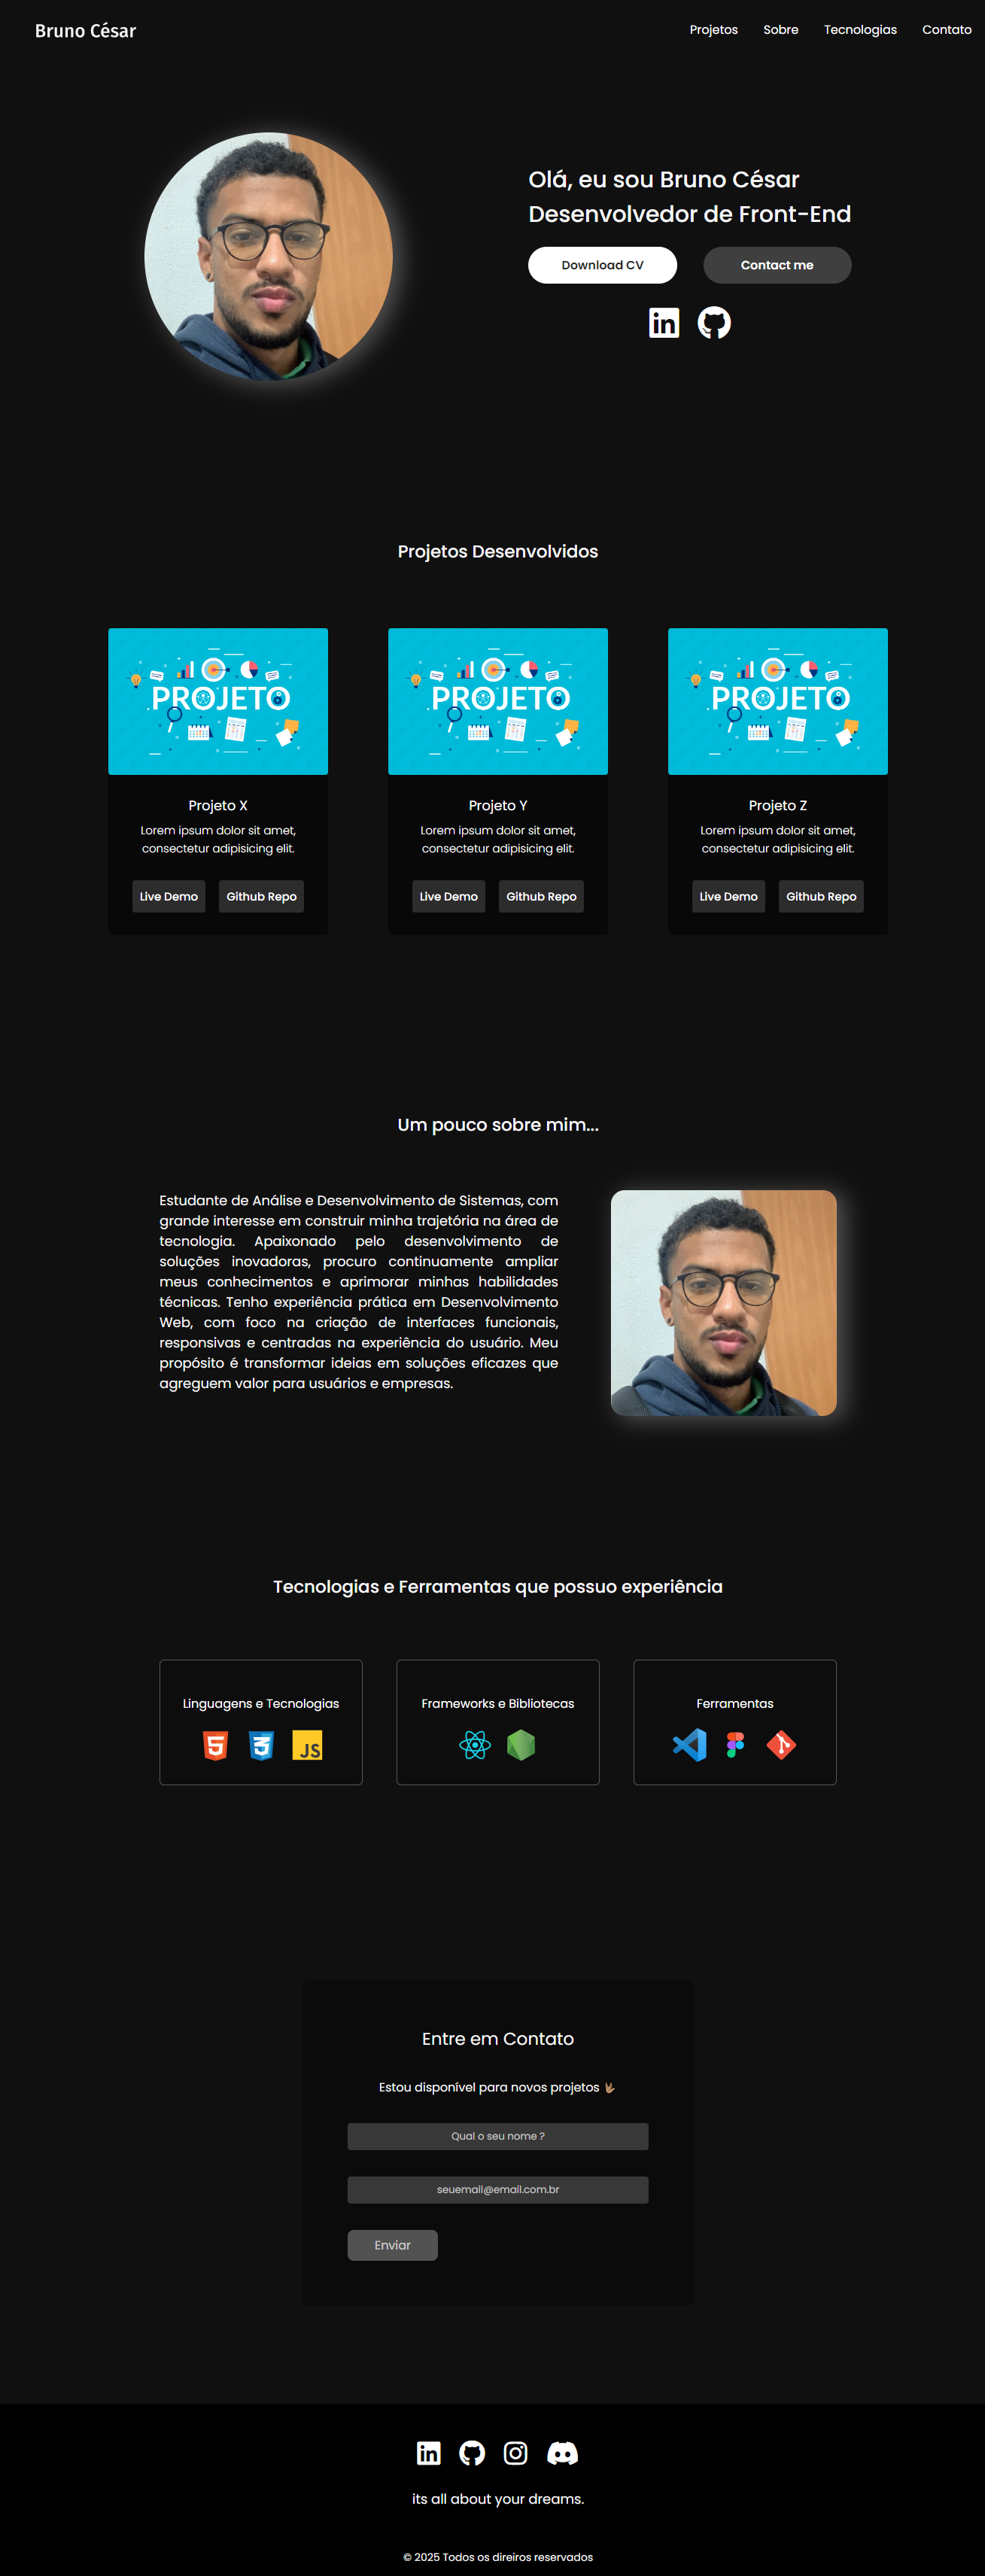 Bruno César
Projetos Sobre Tecnologias Contato
Olá, eu sou Bruno César
Desenvolvedor de Front-End
Download CV Contact me
in
Projetos Desenvolvidos
PROJETO PROJETO PROJETO
Projeto X
Lorem ipsum dolor sit amet,
consectetur adipisicing elit.
Live Demo Github Repo
Projeto Y
Lorem ipsum dolor sit amet,
consectetur adipisicing elit.
Live Demo Github Repo
Projeto Z
Lorem ipsum dolor sit amet,
consectetur adipisicing elit.
Live Demo Github Repo
Um pouco sobre mim...
Estudante de Análise e Desenvolvimento de Sistemas, com
grande interesse em construir minha trajetória na área de
tecnologia. Apaixonado pelo desenvolvimento de
soluções inovadoras, procuro continuamente ampliar
meus conhecimentos e aprimorar minhas habilidades
técnicas. Tenho experiência prática em Desenvolvimento
Web, com foco na criação de interfaces funcionais,
responsivas e centradas na experiência do usuário. Meu
propósito é transformar ideias em soluções eficazes que
agreguem valor para usuários e empresas.
Tecnologias e Ferramentas que possuo experiência
Linguagens e Tecnologias
5 3 JS
Frameworks e Bibliotecas
Ferramentas
Entre em Contato
Estou disponível para novos projetos 🤟🏽
Qual o seu nome ?
seuemail@email.com.br
Enviar
in
its all about your dreams.
© 2025 Todos os direiros reservados